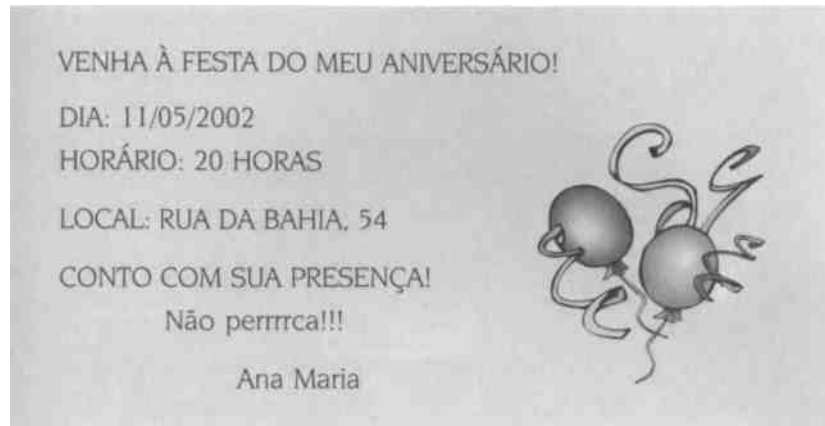 VENHA À FESTA DO MEU ANIVERSÁRIO!
DIA: 11/05/2002
HORÁRIO: 20 HORAS
LOCAL: RUA DA BAHIA, 54
CONTO COM SUA PRESENÇA!
Não perrrrca!!!
Ana Maria